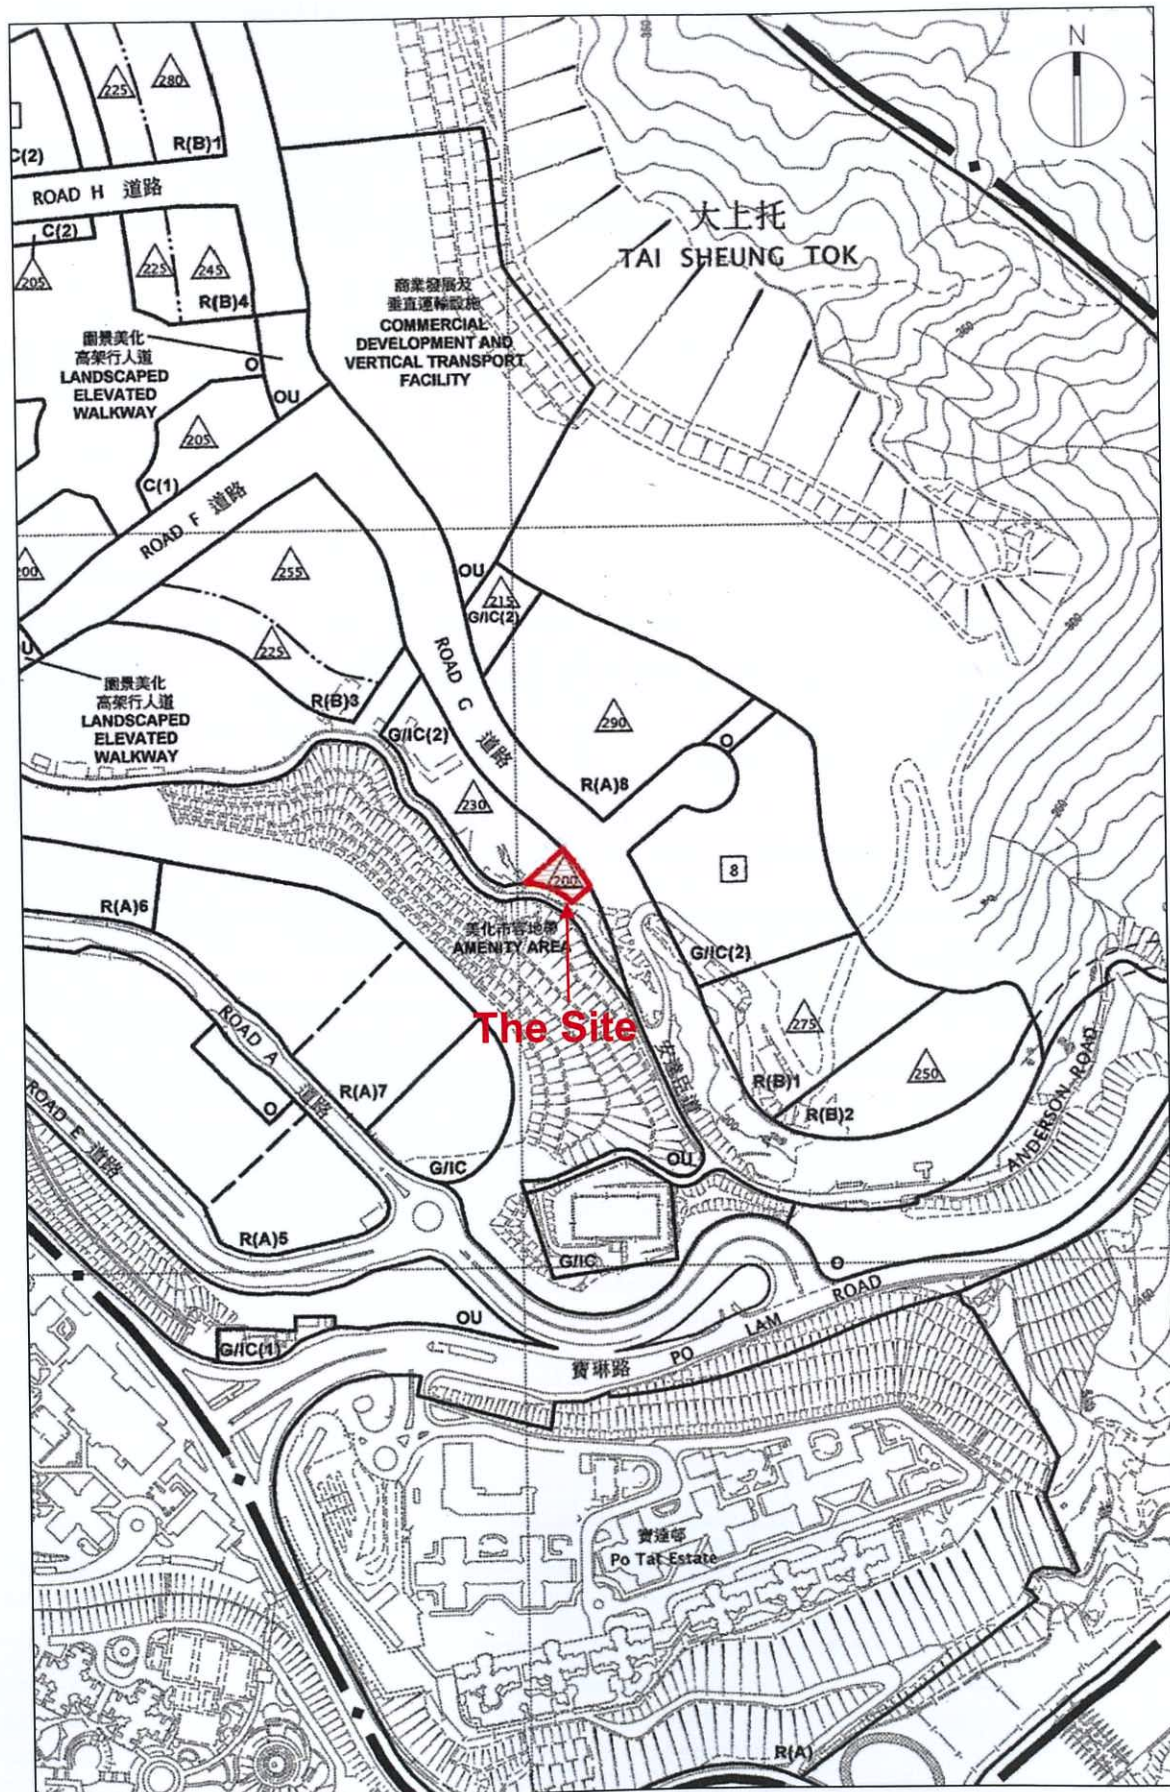 N
225
280
C(2)
R(B)1
ROAD H 道路
C(2)
205
225
245
R(B)4
大上托
TAI SHEUNG TOK
商業發展及
垂直運輸設施
COMMERCIAL
DEVELOPMENT AND
VERTICAL TRANSPORT
FACILITY
園景美化
高架行人道
LANDSCAPED
ELEVATED
WALKWAY
O
OU
205
C(1)
ROAD F 道路
200
255
225
OU
215
G/IC(2)
ROAD G 道路
園景美化
高架行人道
LANDSCAPED
ELEVATED
WALKWAY
R(B)3
G/IC(2)
290
O
R(A)8
230
200
8
R(A)6
美化市容地帶
AMENITY AREA
G/IC(2)
The Site
275
ROAD A 道路
安達臣道
R(A)7
R(B)1
250
R(B)2
ANDERSON ROAD
O
ROAD E 道路
G/IC
OU
R(A)5
G/IC
O
OU
PO LAM ROAD
寶琳路
G/IC(1)
寶達邨
Po Tat Estate
R(A)